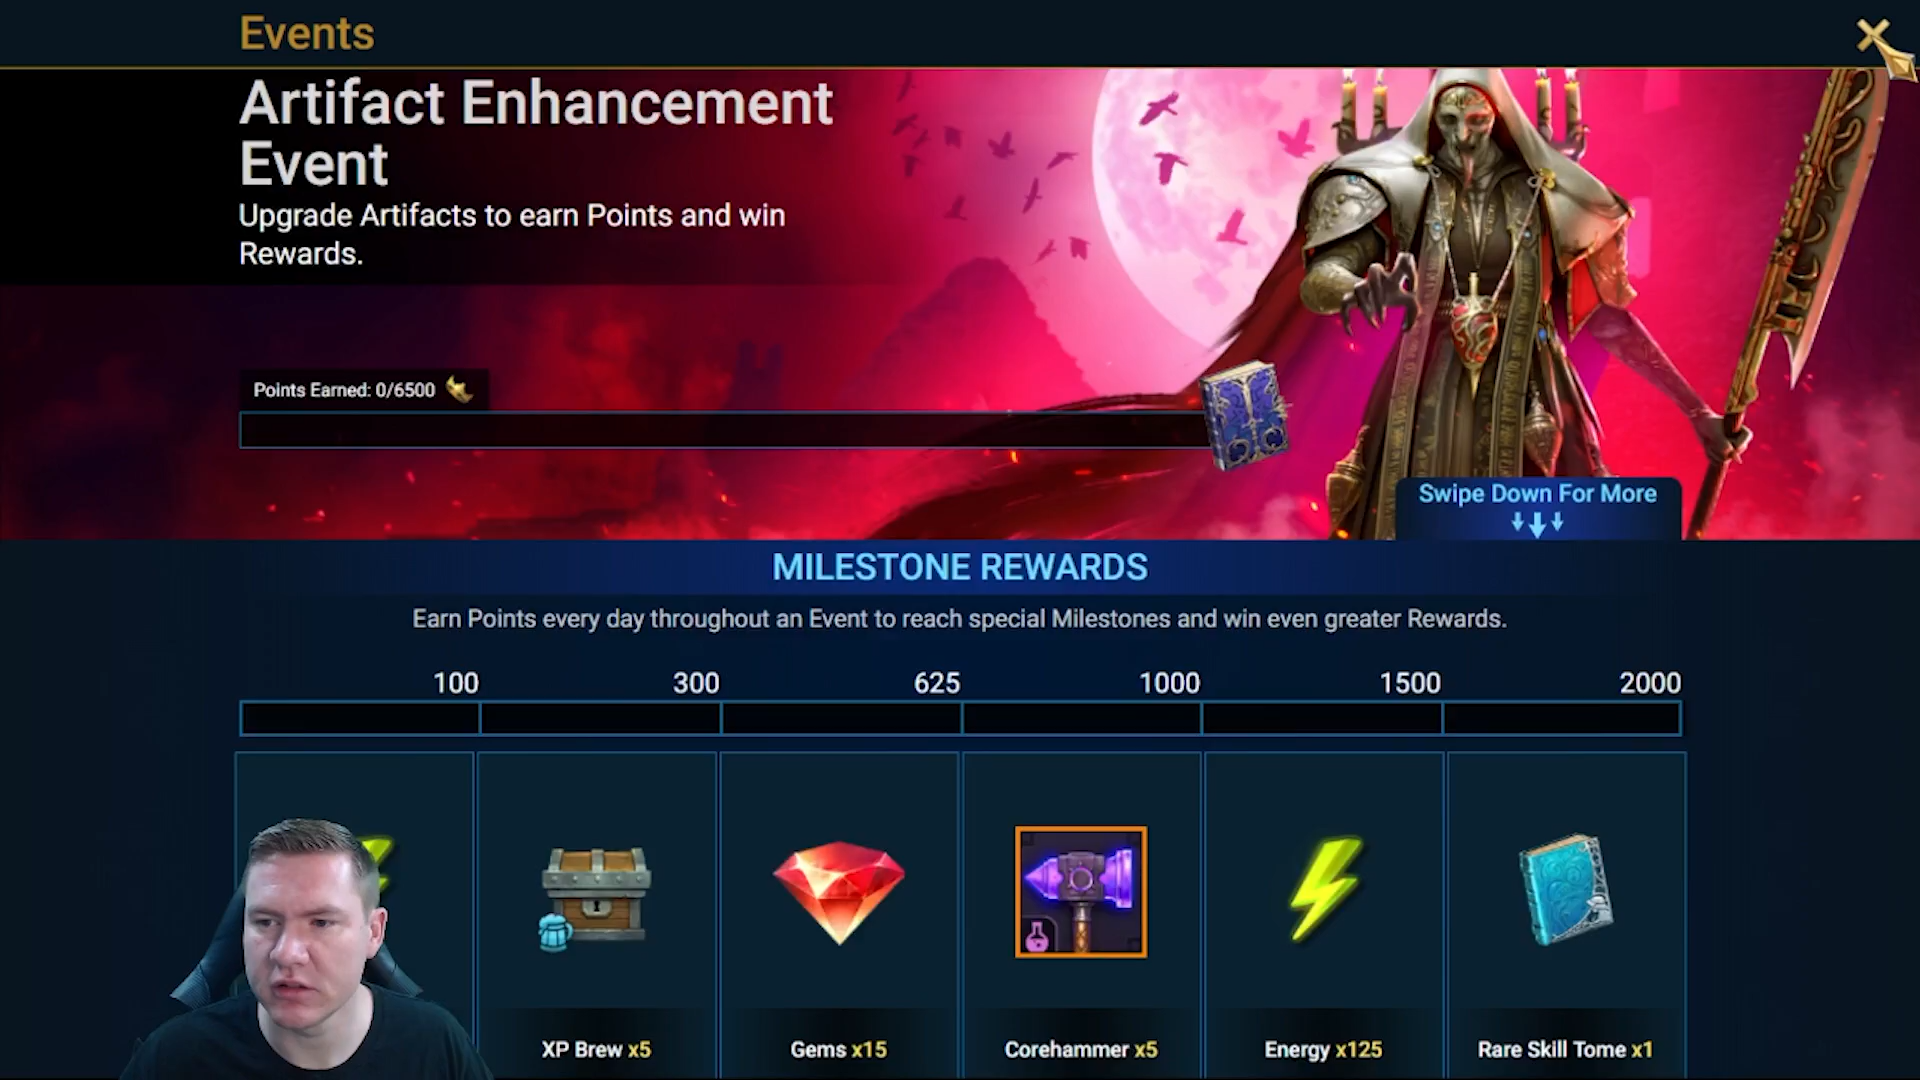 Events
Artifact Enhancement
Event
Upgrade Artifacts to earn Points and win
Rewards.
Points Earned: 0/6500
Swipe Down For More
MILESTONE REWARDS
Earn Points every day throughout an Event to reach special Milestones and win even greater Rewards.
100 300 625 1000 1500 2000
XP Brew x5 Gems x15 Corehammer x5 Energy x125 Rare Skill Tome x1